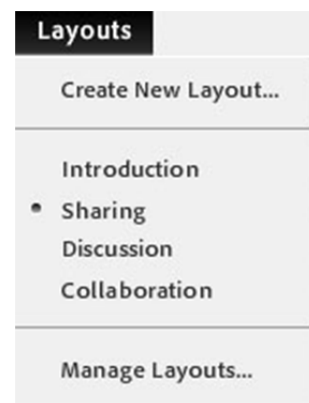 Layouts
Create New Layout...
Introduction
Sharing
Discussion
Collaboration
Manage Layouts...